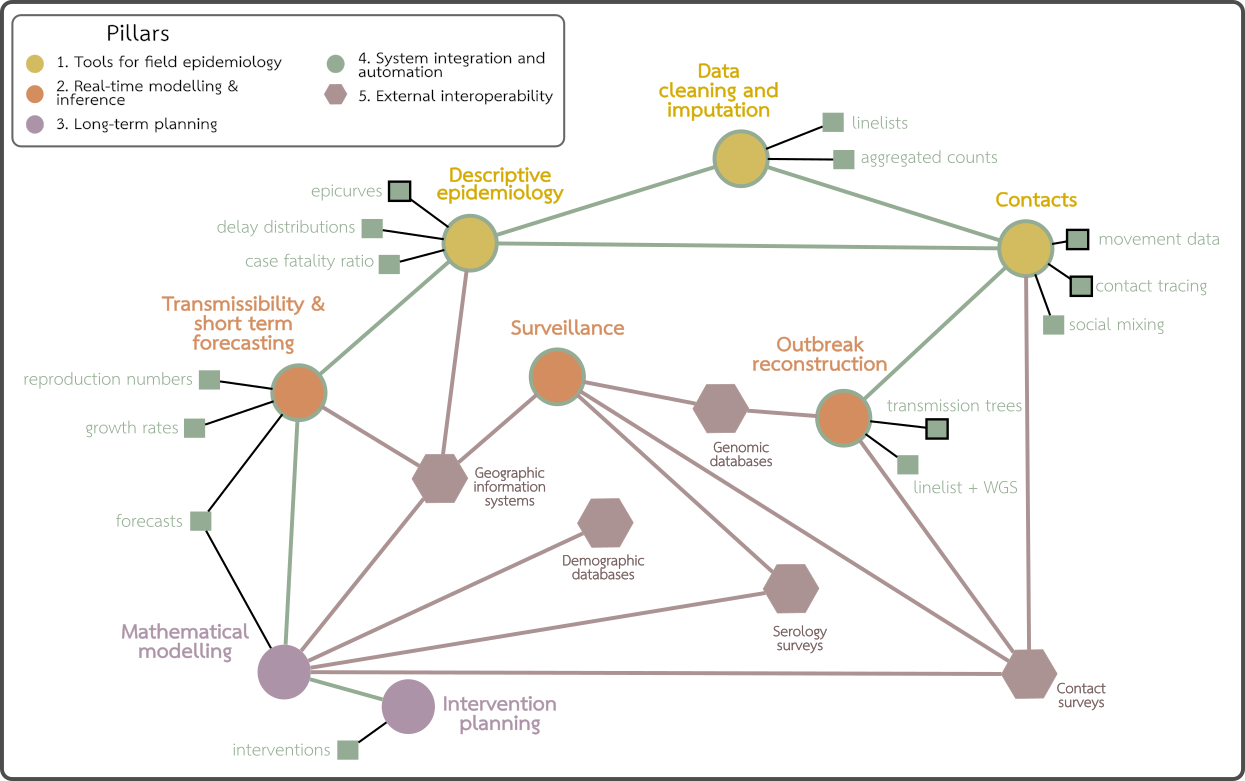 Pillars
1. Tools for field epidemiology
2. Real-time modelling &
inference
3. Long-term planning
4. System integration and
automation
5. External interoperability
Data
cleaning and
imputation
linelists
aggregated counts
Descriptive
epidemiology
epicurves
delay distributions
case fatality ratio
Contacts
movement data
contact tracing
social mixing
Transmissibility &
short term
forecasting
reproduction numbers
growth rates
forecasts
Surveillance
Outbreak
reconstruction
transmission trees
linelist + WGS
Genomic
databases
Geographic
information
systems
Demographic
databases
Serology
surveys
Contact
surveys
Mathematical
modelling
Intervention
planning
interventions